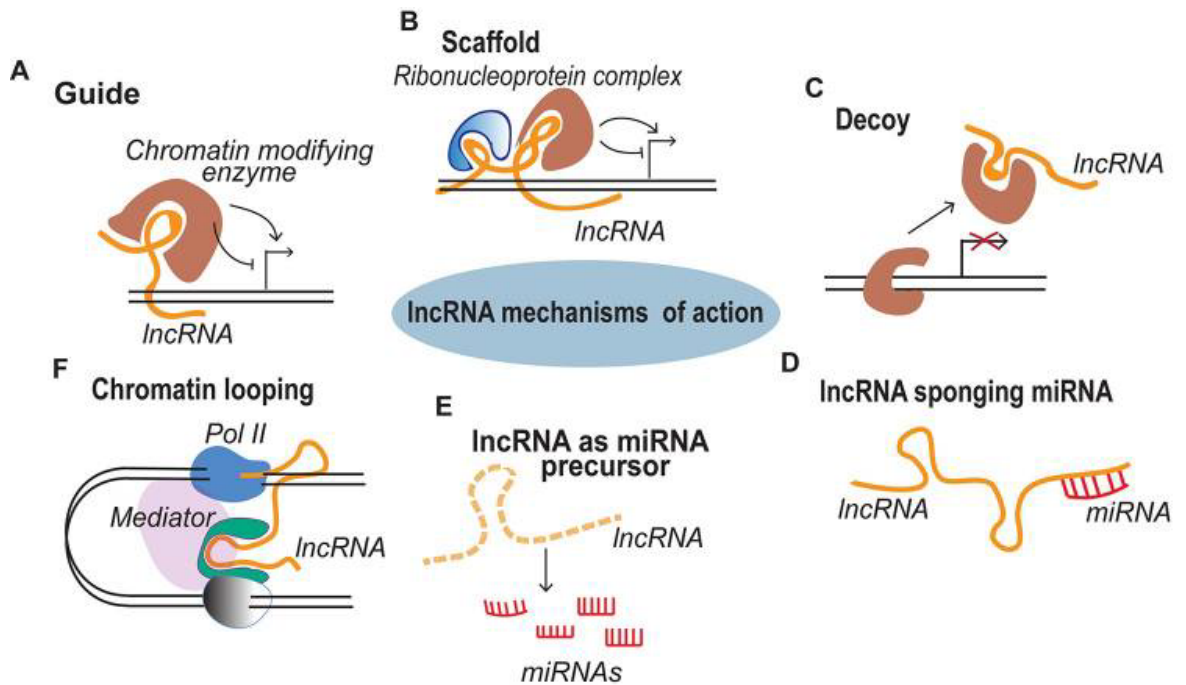 A
Guide
Chromatin modifying
enzyme
lncRNA
B
Scaffold
Ribonucleoprotein complex
lncRNA
C
Decoy
lncRNA
lncRNA mechanisms of action
F
Chromatin looping
Pol II
Mediator
lncRNA
E
lncRNA as miRNA
precursor
lncRNA
miRNAs
D
lncRNA sponging miRNA
lncRNA
miRNA